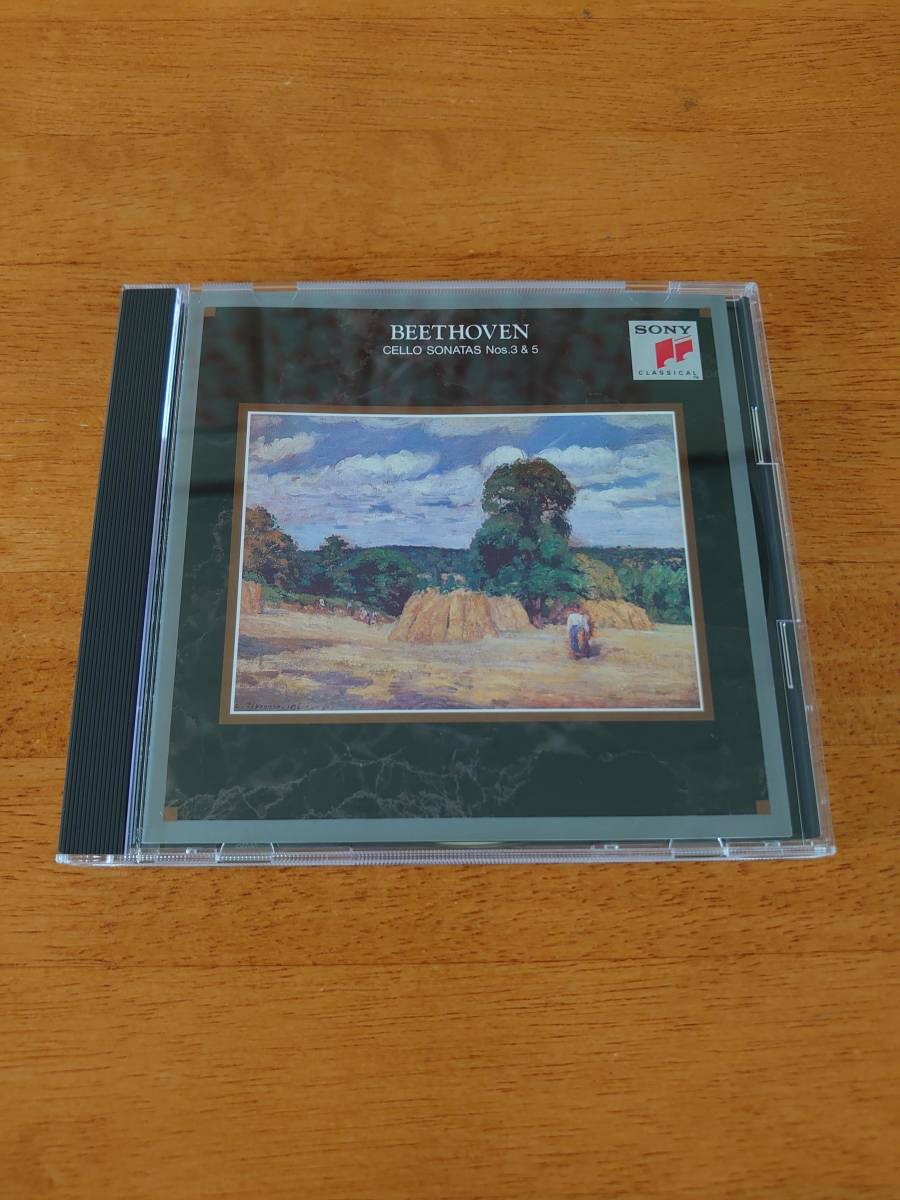 BEETHOVEN
CELLO SONATAS Nos.3 & 5
SONY
CLASSICAL